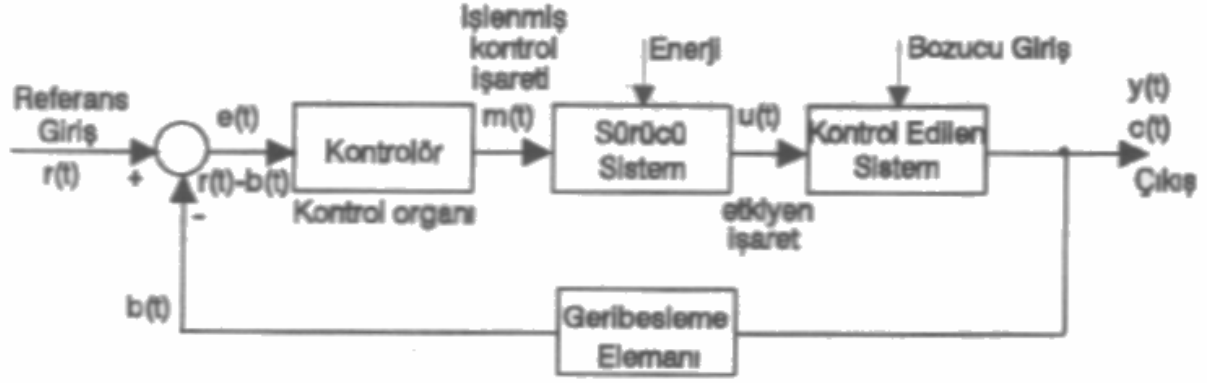 Referans
Giriş
r(t)
+
-
e(t)
r(t)-b(t)
Kontrolör
Kontrol organı
işlenmiş
kontrol
işareti
m(t)
Enerji
Sürücü
Sistem
u(t)
etkiyen
işaret
Bozucu Giriş
Kontrol Edilen
Sistem
y(t)
c(t)
Çıkış
b(t)
Geribesleme
Elemanı